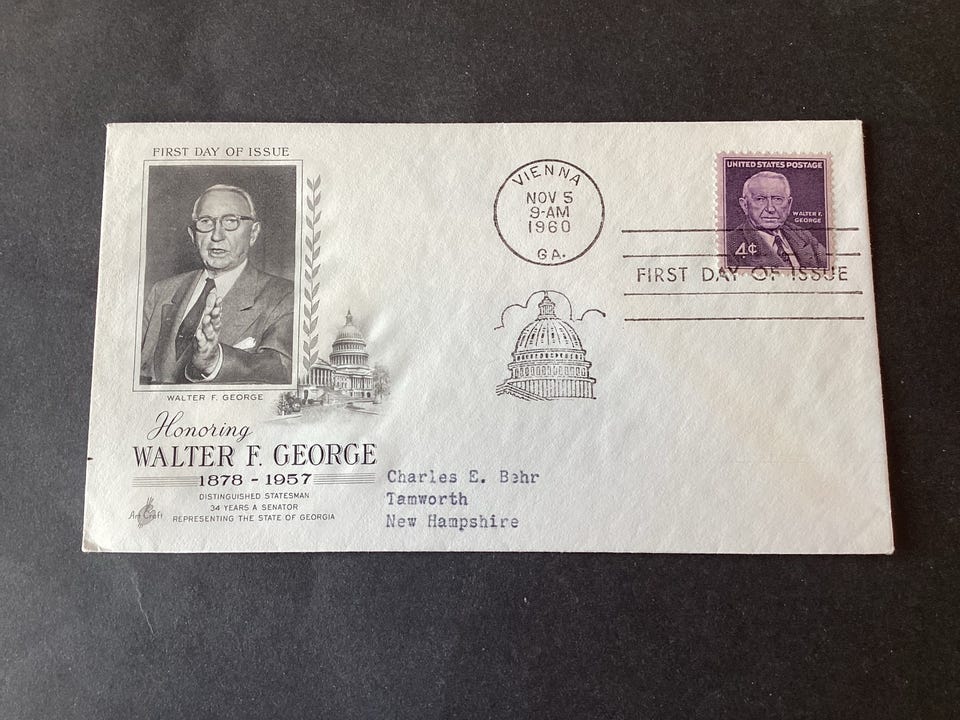 FIRST DAY OF ISSUE
WALTER F. GEORGE
Honoring
WALTER F. GEORGE
1878 - 1957
DISTINGUISHED STATESMAN
34 YEARS A SENATOR
REPRESENTING THE STATE OF GEORGIA
Art Craft
VIENNA
NOV 5
9-AM
1960
GA.
UNITED STATES POSTAGE
WALTER F.
GEORGE
4¢
FIRST DAY OF ISSUE
Charles E. Behr
Tamworth
New Hampshire